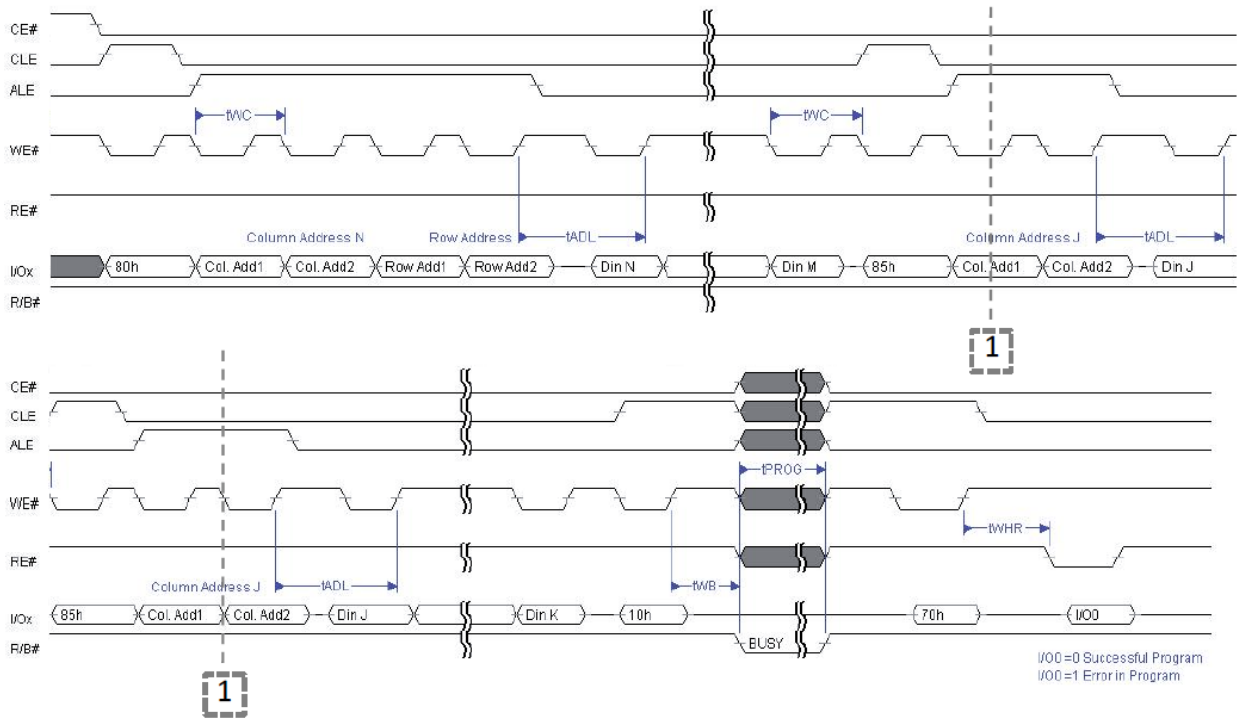 CE#
CLE
ALE
tWC tWC
WE#
RE#
Column Address N Row Address tADL Column Address J tADL
I/Ox 80h Col. Add1 Col. Add2 Row Add1 Row Add2 Din N Din M 85h Col. Add1 Col. Add2 Din J
R/B#
1
CE#
CLE
ALE
tPROG
WE#
tWHR
RE#
Column Address J tADL tWB
I/Ox 85h Col. Add1 Col. Add2 Din J Din K 10h 70h I/O0
R/B# BUSY
I/O0=0 Successful Program
I/O0=1 Error in Program
1